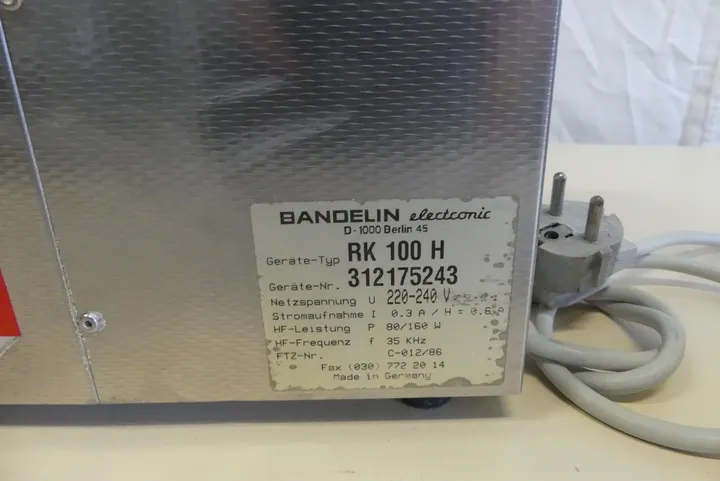 BANDELIN electronic
D-1000 Berlin 45
Geräte-Typ RK 100 H
Geräte-Nr. 312175243
Netzspannung U 220-240 V
Stromaufnahme I 0.3 A / H = 0.6
HF-Leistung P 80/160 W
HF-Frequenz f 35 KHz
FTZ-Nr. C-012/86
Fax (030) 772 20 14
Made in Germany